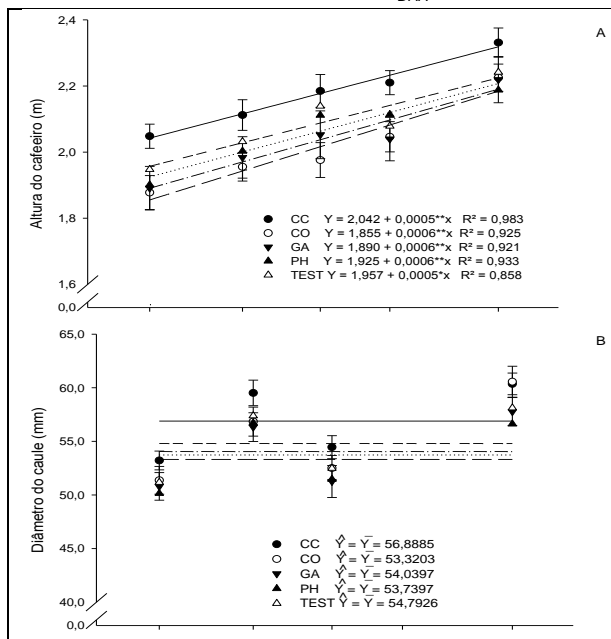 A
2,4
2,2
2,0
1,8
1,6
0,0
Altura do cafeeiro (m)
CC Y = 2,042 + 0,0005**x R² = 0,983
CO Y = 1,855 + 0,0006**x R² = 0,925
GA Y = 1,890 + 0,0006**x R² = 0,921
PH Y = 1,925 + 0,0006**x R² = 0,933
TEST Y = 1,957 + 0,0005*x R² = 0,858
B
65,0
60,0
55,0
50,0
45,0
40,0
0,0
Diâmetro do caule (mm)
CC Ŷ = Y̅ = 56,8885
CO Ŷ = Y̅ = 53,3203
GA Ŷ = Y̅ = 54,0397
PH Ŷ = Y̅ = 53,7397
TEST Ŷ = Y̅ = 54,7926